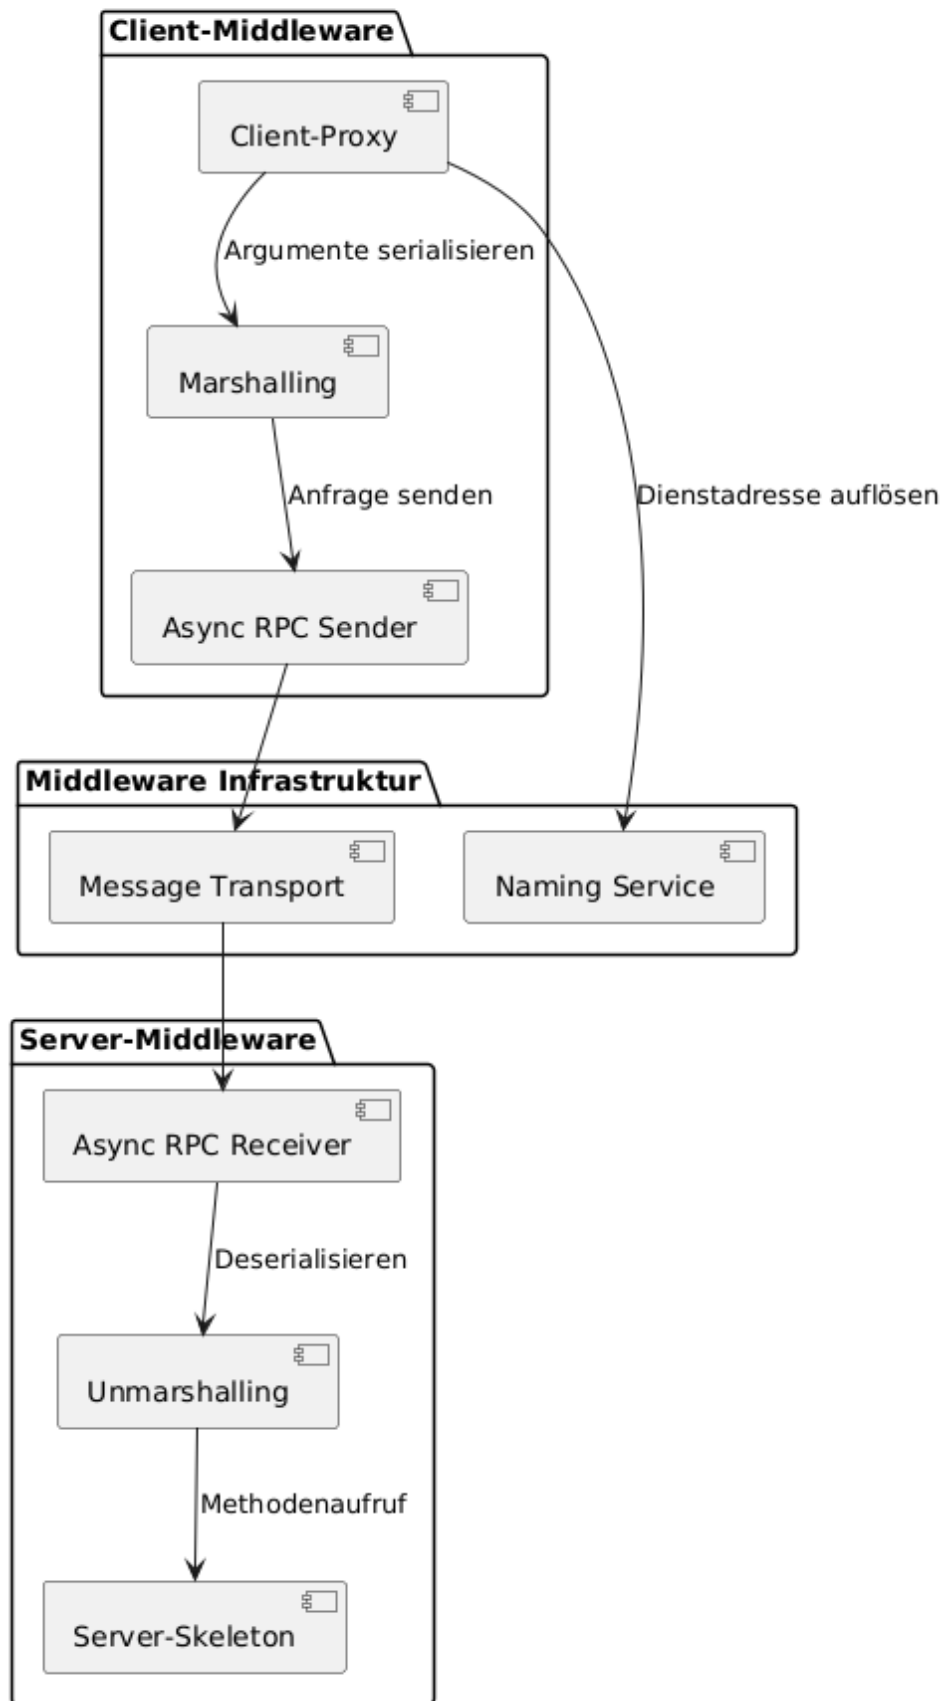 Client-Middleware
Client-Proxy
Argumente serialisieren
Marshalling
Anfrage senden
Dienstadresse auflösen
Async RPC Sender
Middleware Infrastruktur
Message Transport
Naming Service
Server-Middleware
Async RPC Receiver
Deserialisieren
Unmarshalling
Methodenaufruf
Server-Skeleton